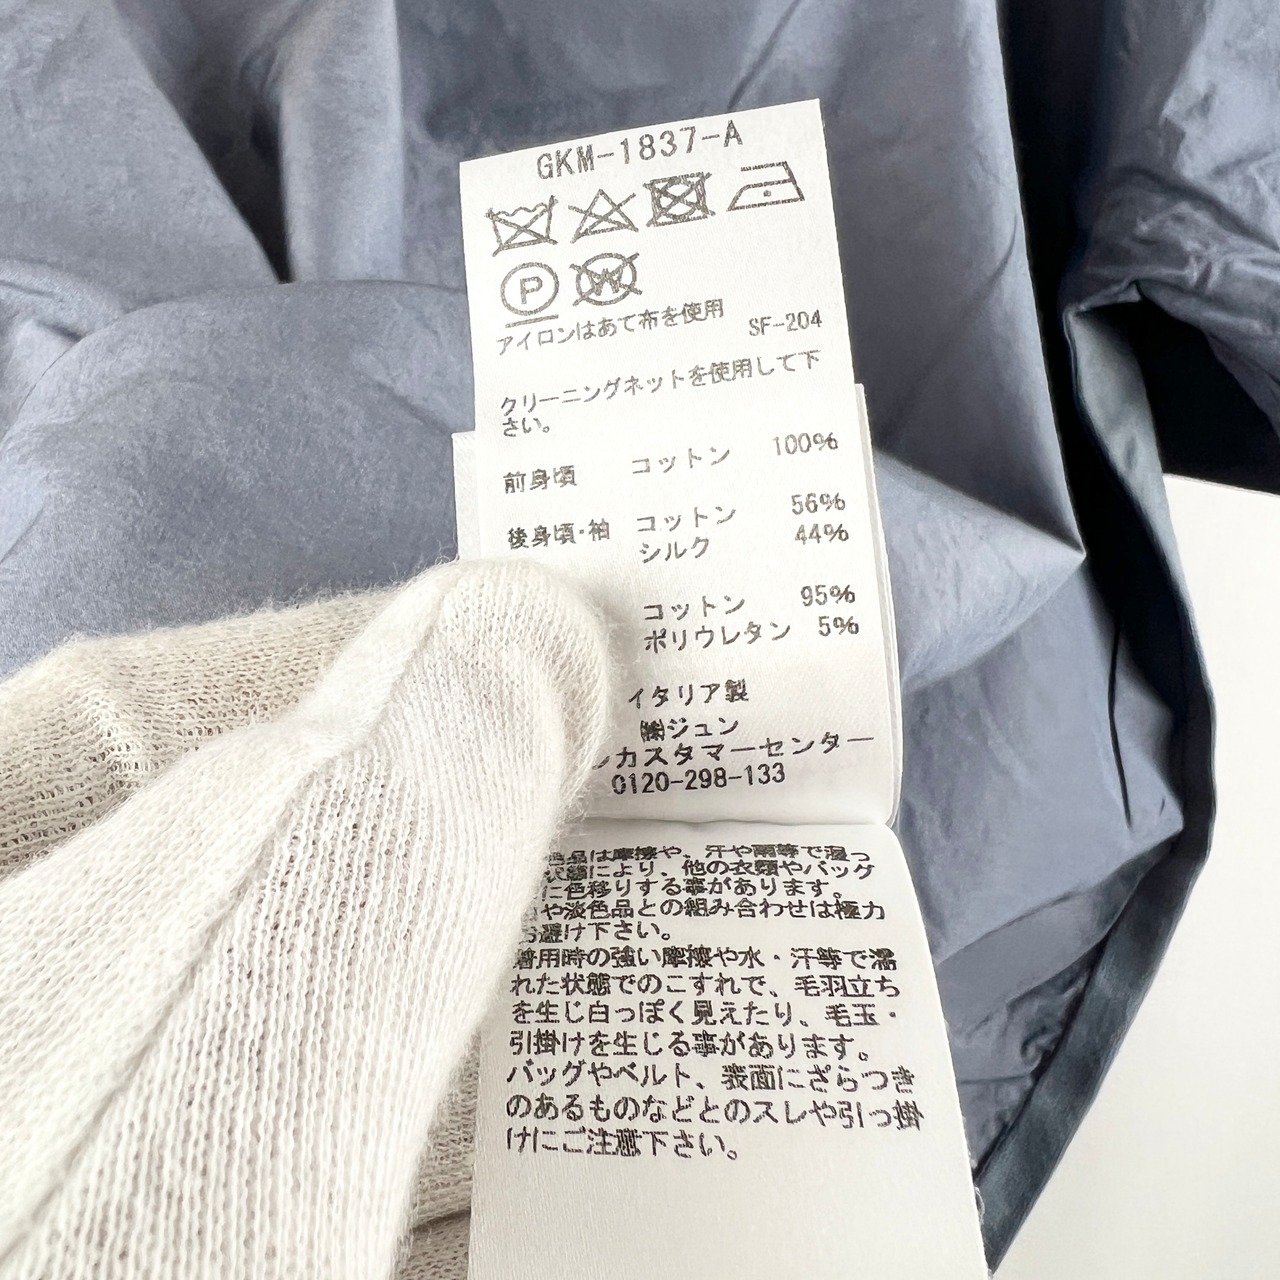 GKM-1837-A
P
W
アイロンはあて布を使用 SF-204
クリーニングネットを使用して下
さい。
前身頃 コットン 100%
後身頃・袖 コットン 56%
シルク 44%
コットン 95%
ポリウレタン 5%
イタリア製
㈱ジュン
カスタマーセンター
0120-298-133
色品は摩擦や、汗や雨等で湿っ
状態により、他の衣類やバッグ
に色移りする事があります。
や淡色品との組み合わせは極力
お避け下さい。
着用時の強い摩擦や水・汗等で濡
れた状態でのこすれで、毛羽立ち
を生じ白っぽく見えたり、毛玉・
引掛けを生じる事があります。
バッグやベルト、表面にざらつき
のあるものなどとのスレや引っ掛
けにご注意下さい。